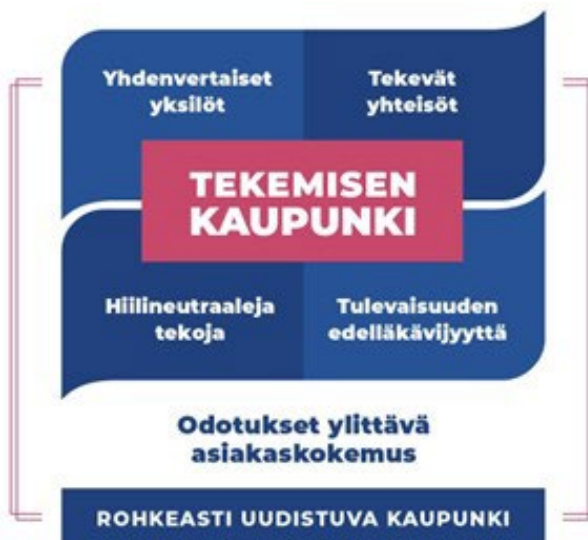 Yhdenvertaiset
yksilöt
Tekevät
yhteisöt
TEKEMISEN
KAUPUNKI
Hiilineutraaleja
tekoja
Tulevaisuuden
edelläkävijyyttä
Odotukset ylittävä
asiakaskokemus
ROHKEASTI UUDISTUVA KAUPUNKI